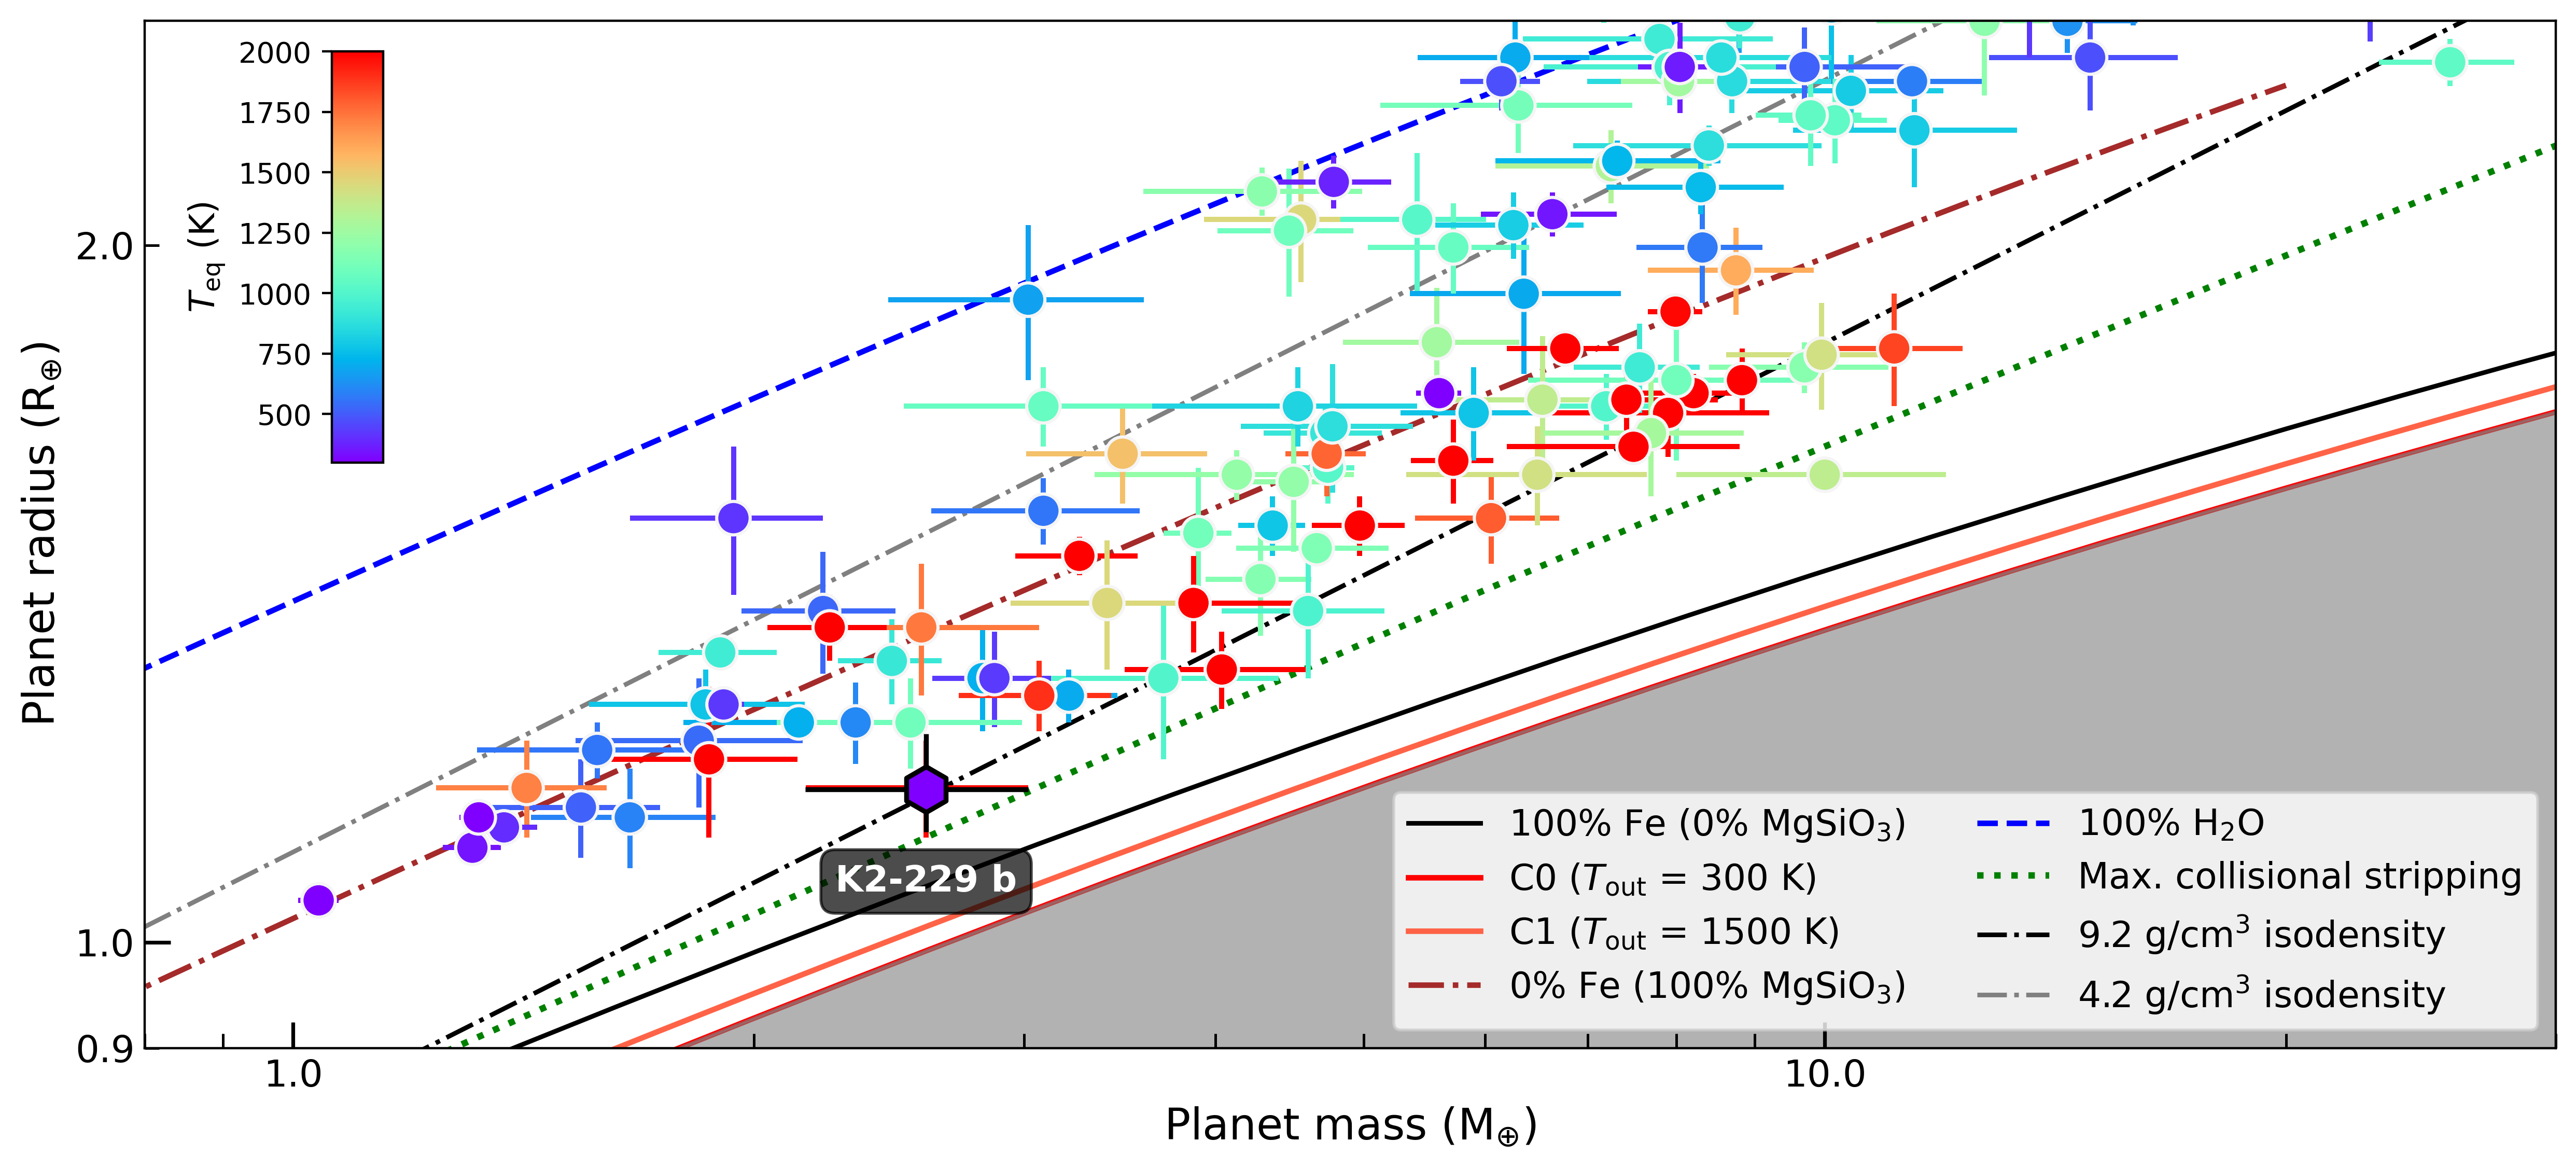 2000
1750
1500
1250
1000
750
500
T_eq (K)
2.0
1.0
0.9
Planet radius (R⊕)
K2-229 b
100% Fe (0% MgSiO₃)
C0 (T_out = 300 K)
C1 (T_out = 1500 K)
0% Fe (100% MgSiO₃)
100% H₂O
Max. collisional stripping
9.2 g/cm³ isodensity
4.2 g/cm³ isodensity
1.0
10.0
Planet mass (M⊕)